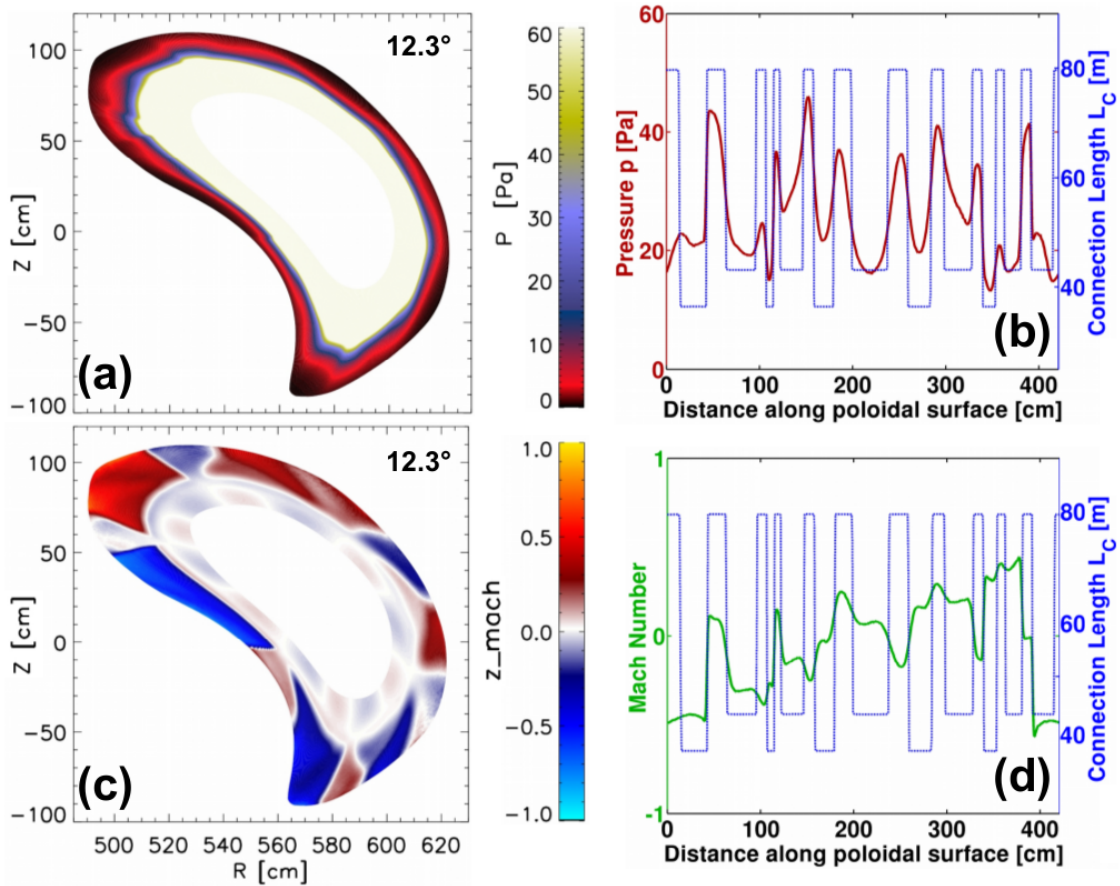 12.3°
100
50
0
−50
−100
Z [cm]
(a)
60
50
40
30
20
10
0
P [Pa]
60
40
20
0
Pressure p [Pa]
80
60
40
Connection Length L_C [m]
(b)
0 100 200 300 400
Distance along poloidal surface [cm]
12.3°
100
50
0
−50
−100
Z [cm]
(c)
500 520 540 560 580 600 620
R [cm]
1.0
0.5
0.0
−0.5
−1.0
z_mach
1
0
-1
Mach Number
80
60
40
Connection Length L_C [m]
(d)
0 100 200 300 400
Distance along poloidal surface [cm]